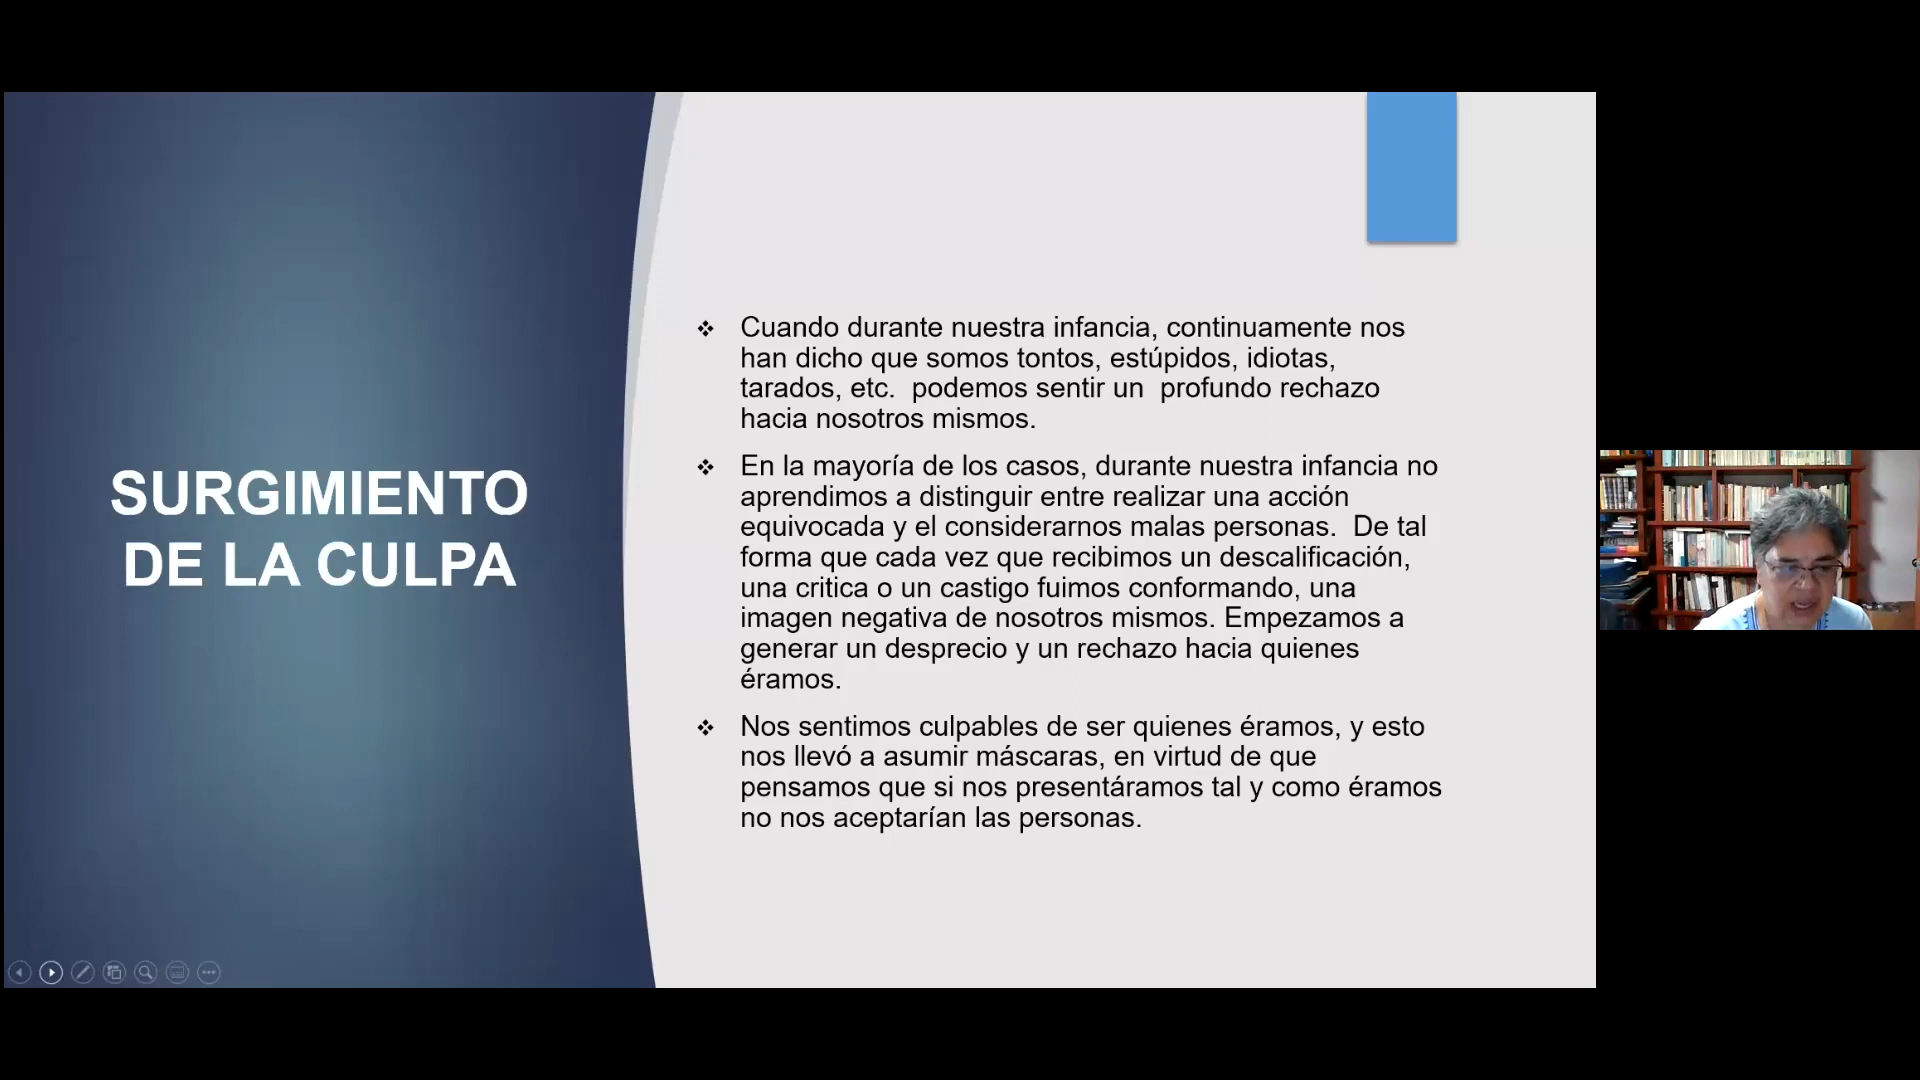 SURGIMIENTO
DE LA CULPA
Cuando durante nuestra infancia, continuamente nos
han dicho que somos tontos, estúpidos, idiotas,
tarados, etc.  podemos sentir un  profundo rechazo
hacia nosotros mismos.
En la mayoría de los casos, durante nuestra infancia no
aprendimos a distinguir entre realizar una acción
equivocada y el considerarnos malas personas.  De tal
forma que cada vez que recibimos un descalificación,
una critica o un castigo fuimos conformando, una
imagen negativa de nosotros mismos. Empezamos a
generar un desprecio y un rechazo hacia quienes
éramos.
Nos sentimos culpables de ser quienes éramos, y esto
nos llevó a asumir máscaras, en virtud de que
pensamos que si nos presentáramos tal y como éramos
no nos aceptarían las personas.